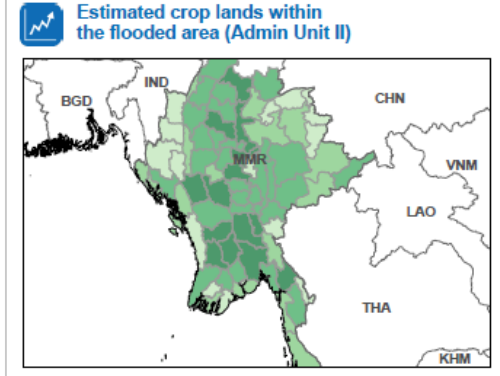 Estimated crop lands within
the flooded area (Admin Unit II)
IND
BGD
CHN
MMR
VNM
LAO
THA
KHM